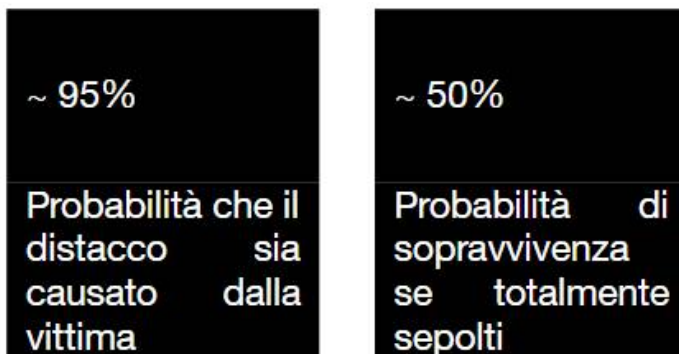 ~ 95%
Probabilità che il
distacco sia
causato dalla
vittima
~ 50%
Probabilità di
sopravvivenza
se totalmente
sepolti